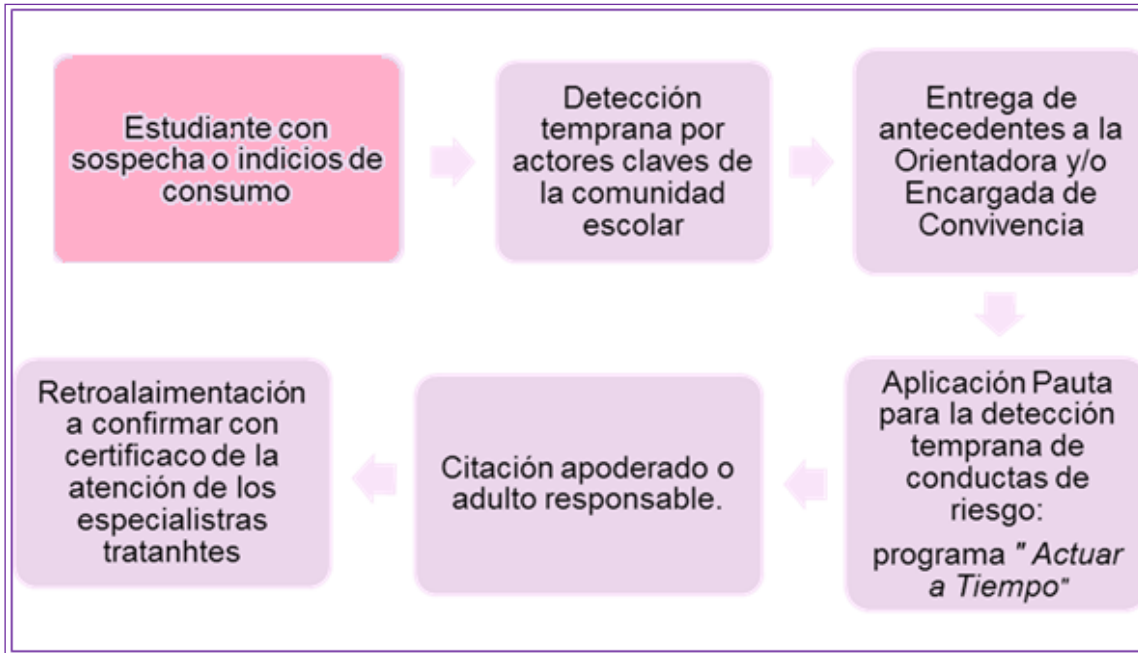 Estudiante con
sospecha o indicios de
consumo
Detección
temprana por
actores claves de
la comunidad
escolar
Entrega de
antecedentes a la
Orientadora y/o
Encargada de
Convivencia
Aplicación Pauta
para la detección
temprana de
conductas de
riesgo:
programa " Actuar
a Tiempo"
Citación apoderado o
adulto responsable.
Retroalaimentación
a confirmar con
certificaco de la
atención de los
especialistras
tratanhtes